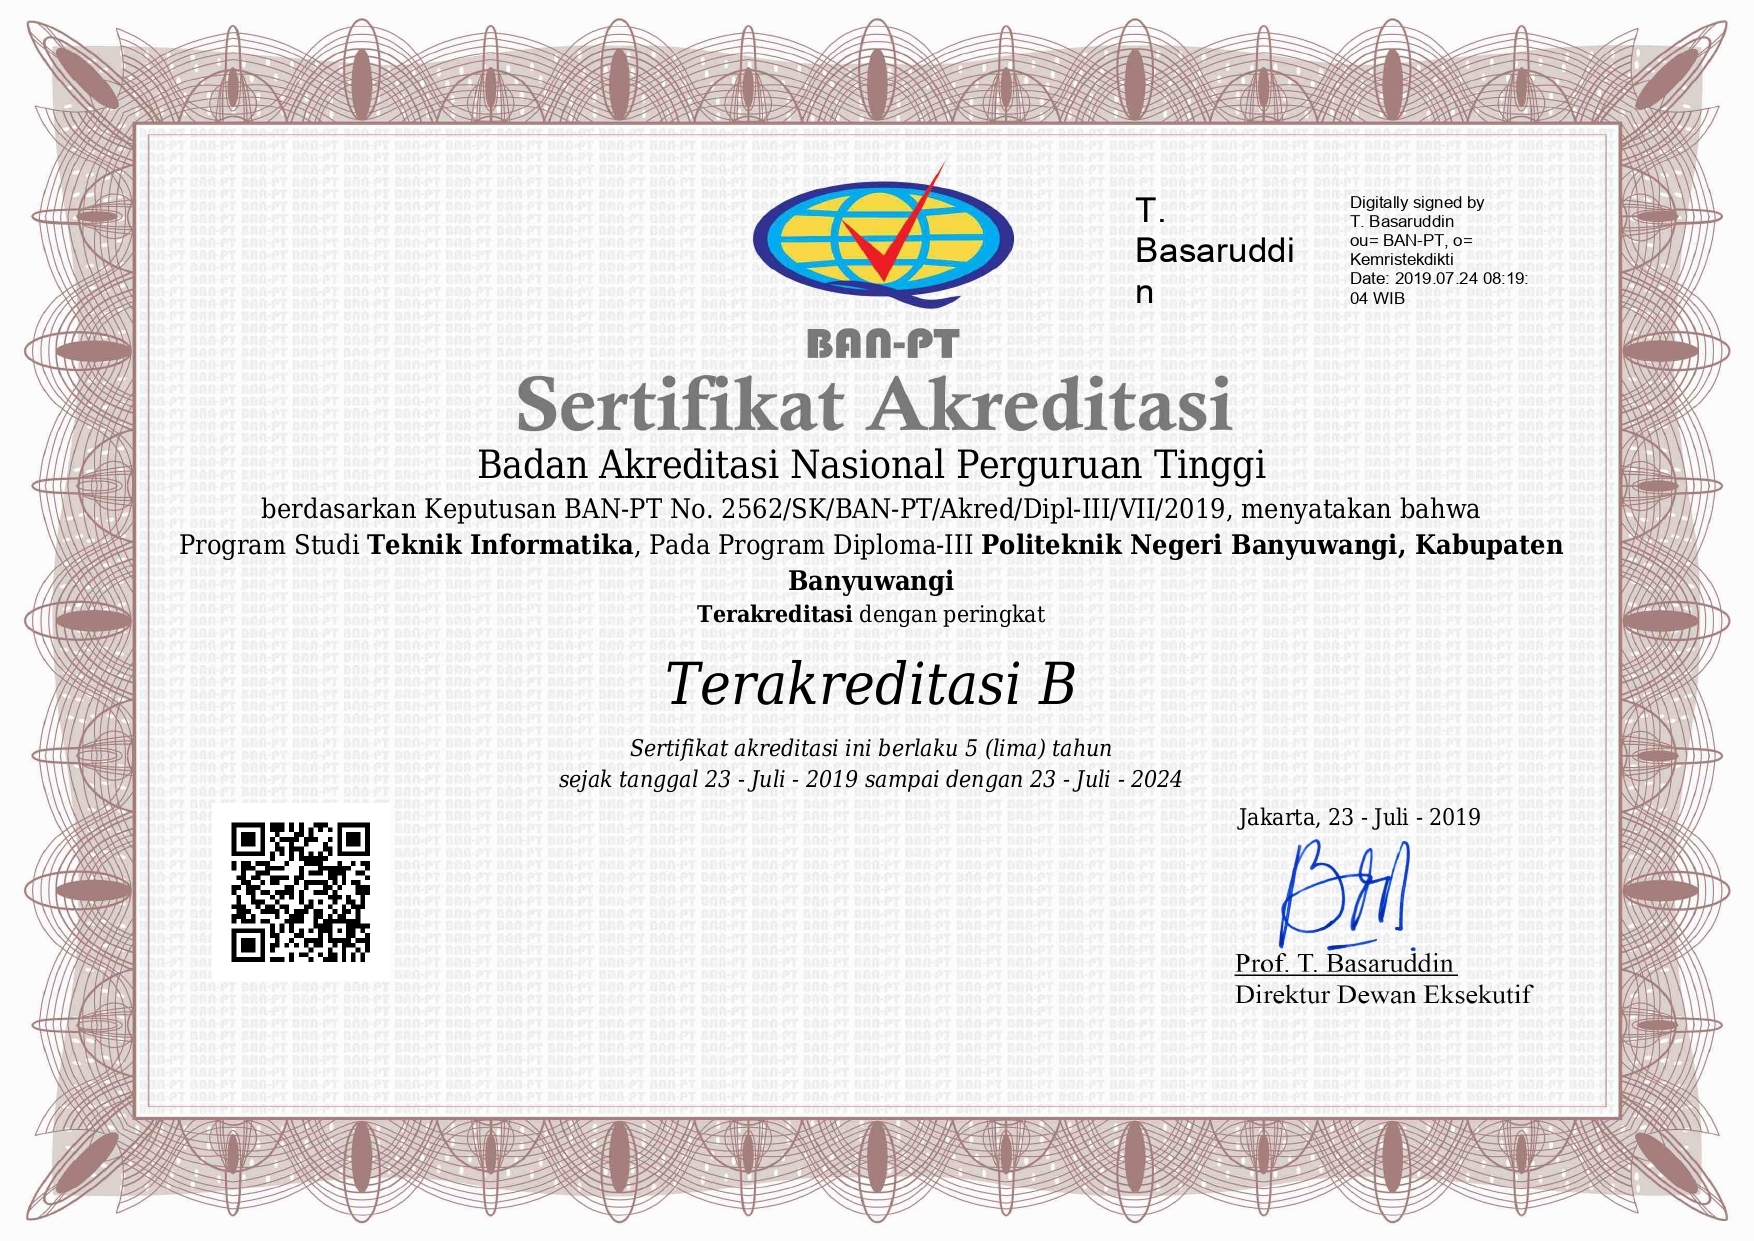 T.
Basaruddi
n
Digitally signed by
T. Basaruddin
ou= BAN-PT, o=
Kemristekdikti
Date: 2019.07.24 08:19:
04 WIB
BAN-PT
Sertifikat Akreditasi
Badan Akreditasi Nasional Perguruan Tinggi
berdasarkan Keputusan BAN-PT No. 2562/SK/BAN-PT/Akred/Dipl-III/VII/2019, menyatakan bahwa
Program Studi Teknik Informatika, Pada Program Diploma-III Politeknik Negeri Banyuwangi, Kabupaten
Banyuwangi
Terakreditasi dengan peringkat
Terakreditasi B
Sertifikat akreditasi ini berlaku 5 (lima) tahun
sejak tanggal 23 - Juli - 2019 sampai dengan 23 - Juli - 2024
Jakarta, 23 - Juli - 2019
Prof. T. Basaruddin
Direktur Dewan Eksekutif